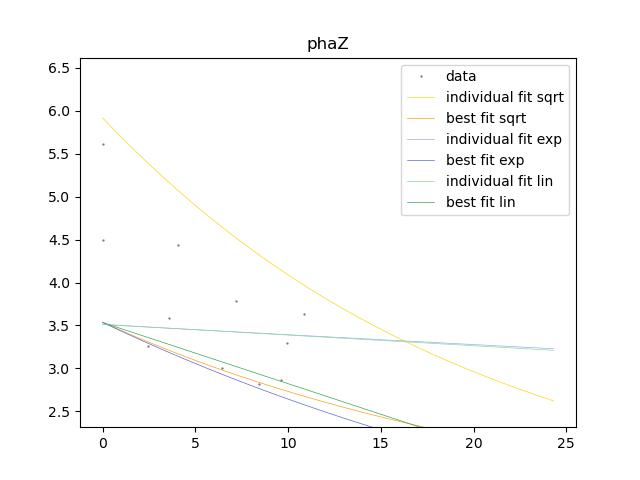 phaZ
6.5
6.0
5.5
5.0
4.5
4.0
3.5
3.0
2.5
0
5
10
15
20
25
data
individual fit sqrt
best fit sqrt
individual fit exp
best fit exp
individual fit lin
best fit lin